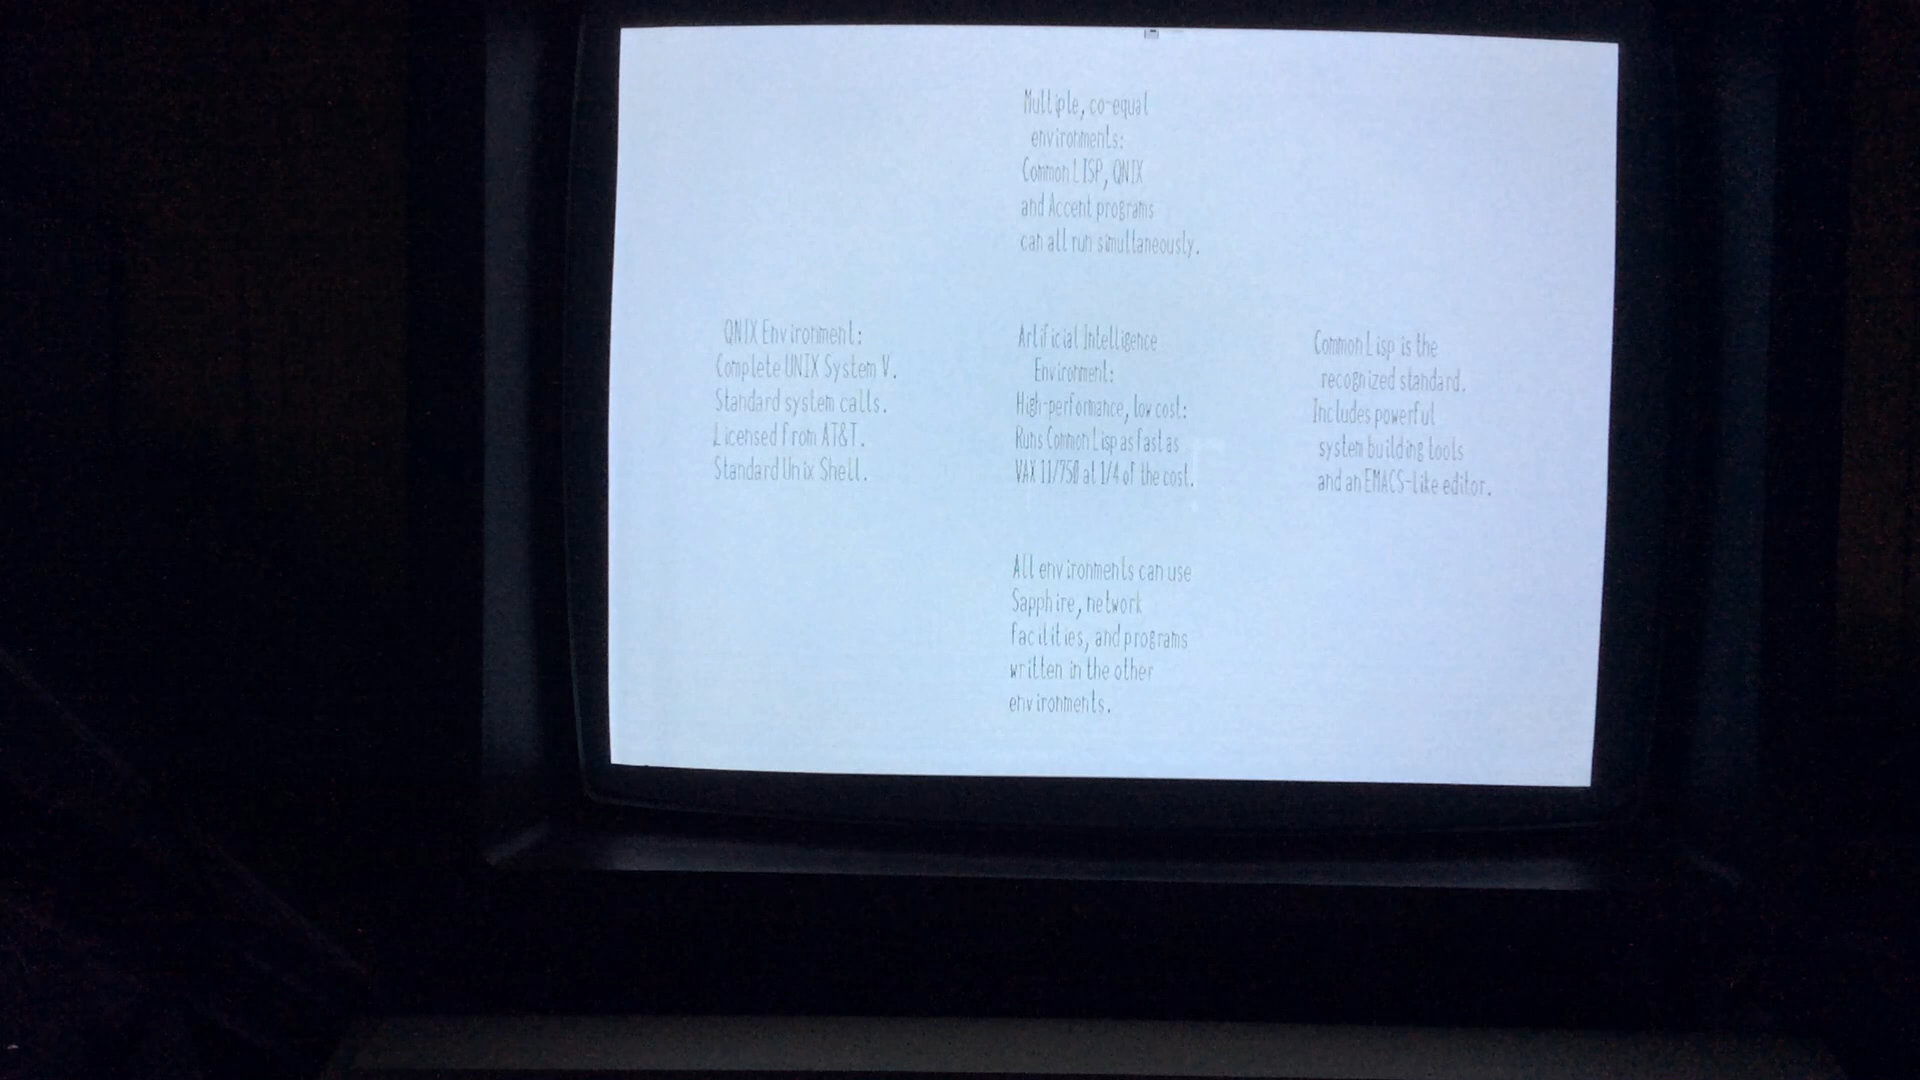 Multiple, co-equal
environments:
Common LISP, QNIX
and Accent programs
can all run simultaneously.
QNIX Environment:
Complete UNIX System V.
Standard system calls.
Licensed from AT&T.
Standard Unix Shell.
Artificial Intelligence
Environment:
High-performance, low cost:
Runs Common Lisp as fast as
VAX 11/750 at 1/4 of the cost.
Common Lisp is the
recognized standard.
Includes powerful
system building tools
and an EMACS-like editor.
All environments can use
Sapphire, network
facilities, and programs
written in the other
environments.